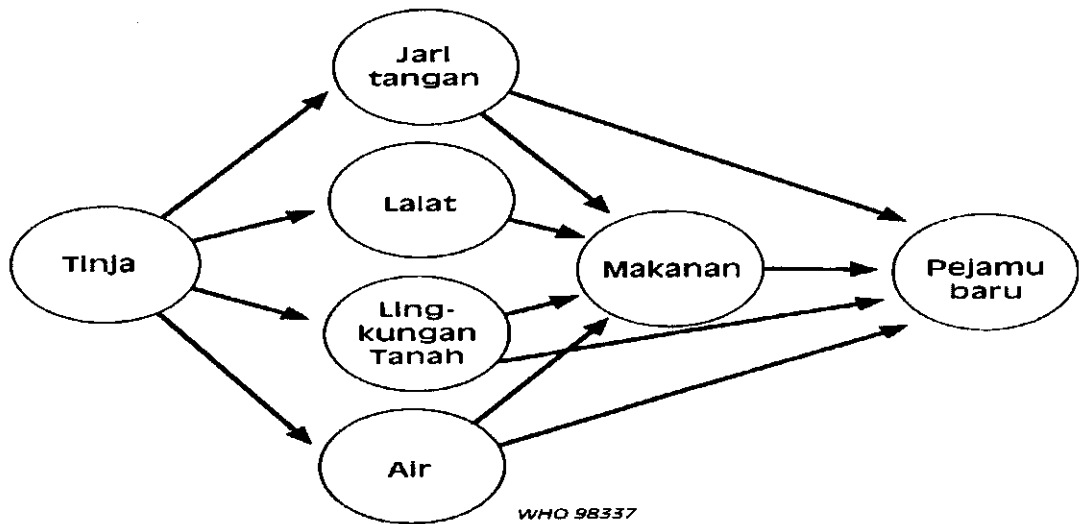 Jari
tangan
Lalat
Tinja
Makanan
Pejamu
baru
Ling-
kungan
Tanah
Air
WHO 98337